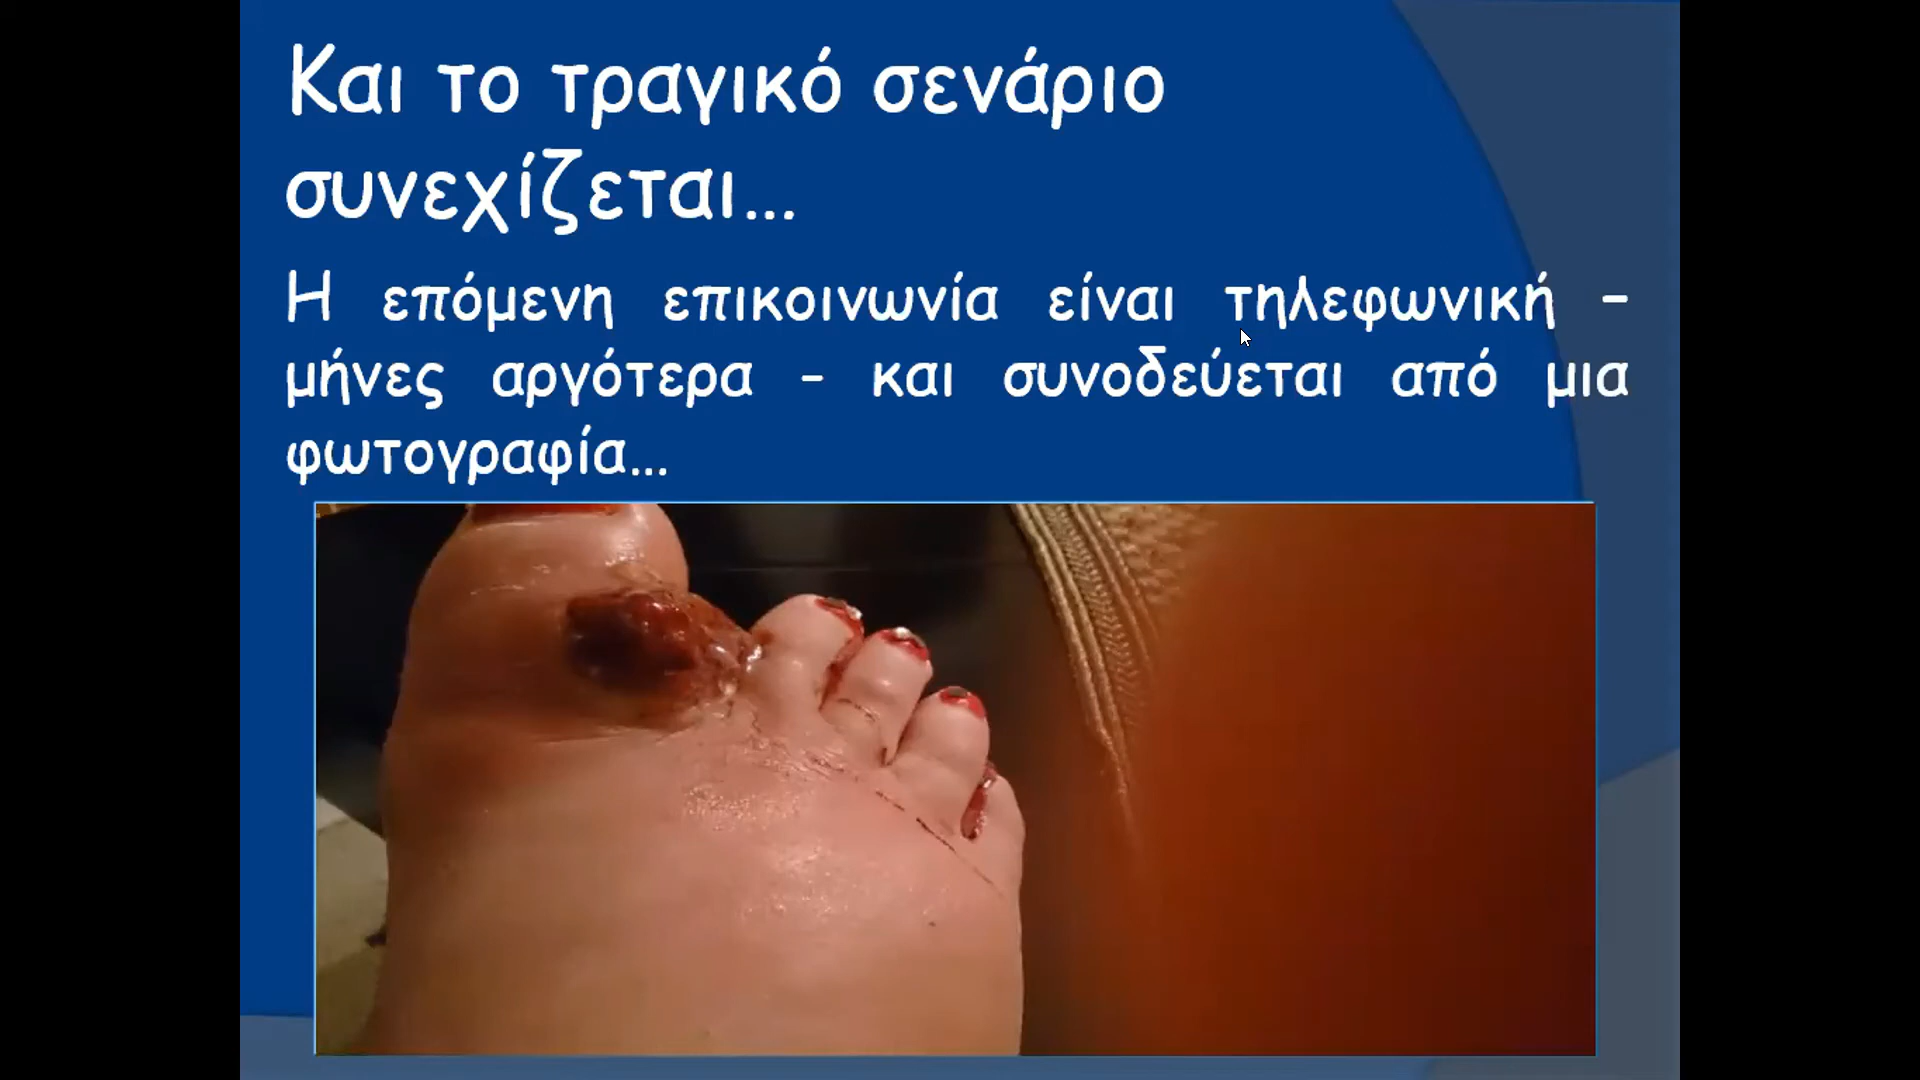 Και το τραγικό σενάριο
συνεχίζεται...
Η επόμενη επικοινωνία είναι τηλεφωνική –
μήνες αργότερα - και συνοδεύεται από μια
φωτογραφία...